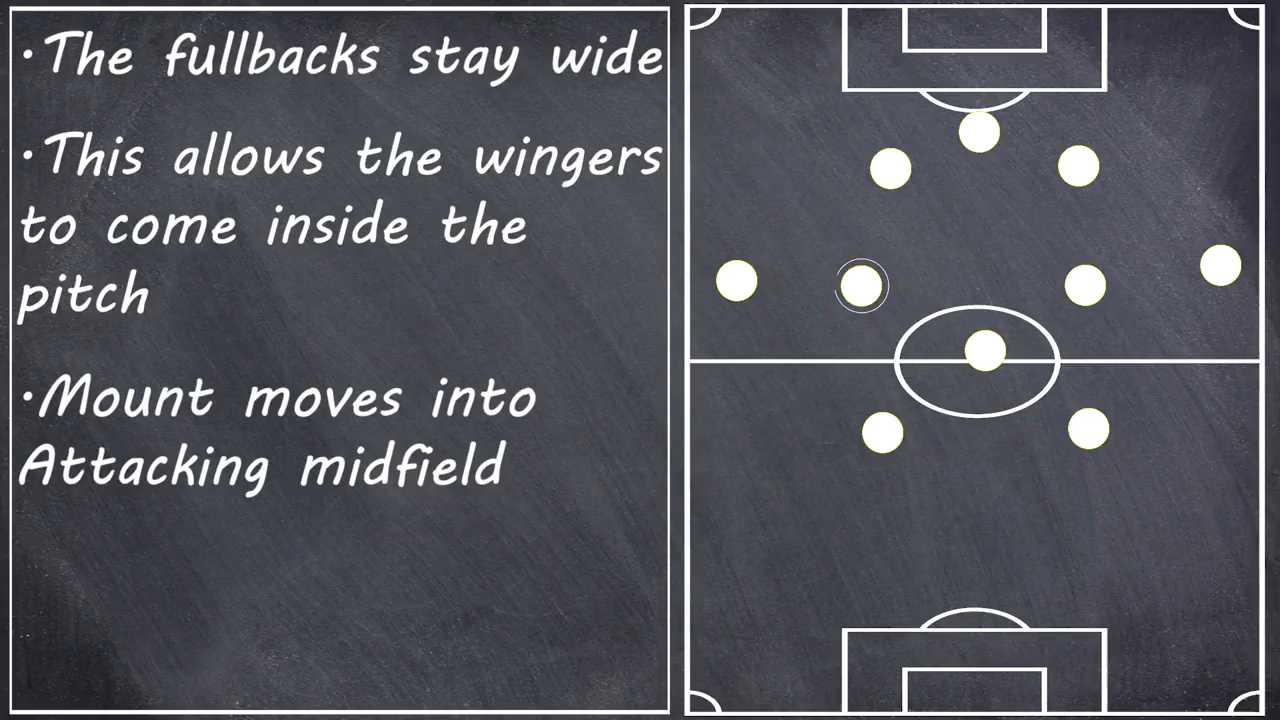 ·The fullbacks stay wide
·This allows the wingers
to come inside the
pitch
·Mount moves into
Attacking midfield